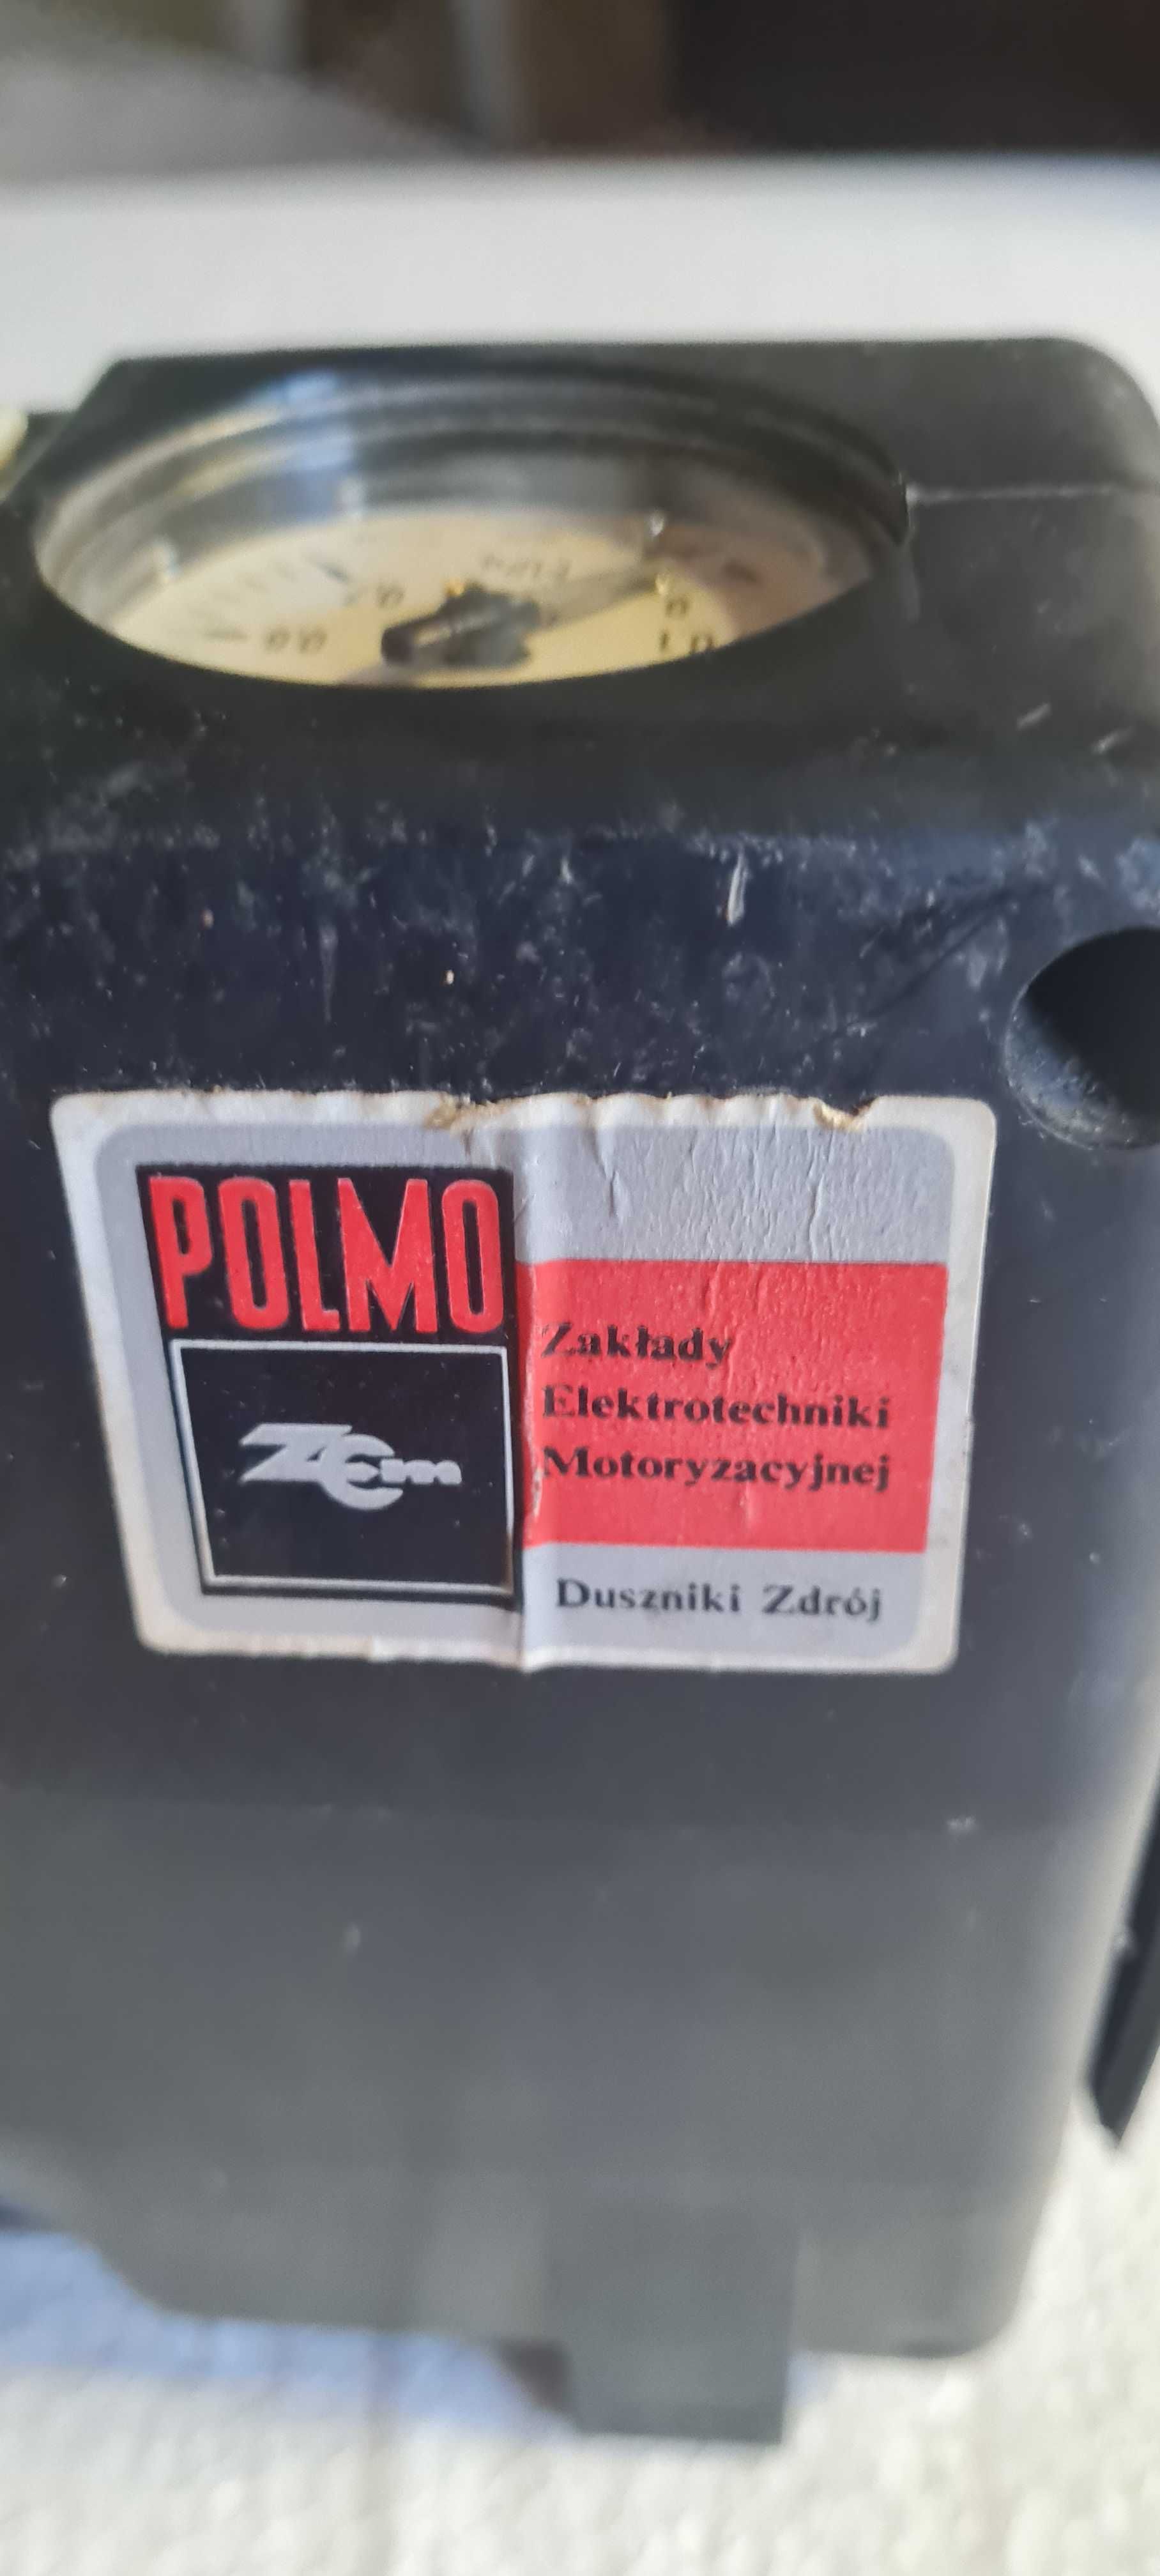 POLMO
ZEm
Zakłady
Elektrotechniki
Motoryzacyjnej
Duszniki Zdrój